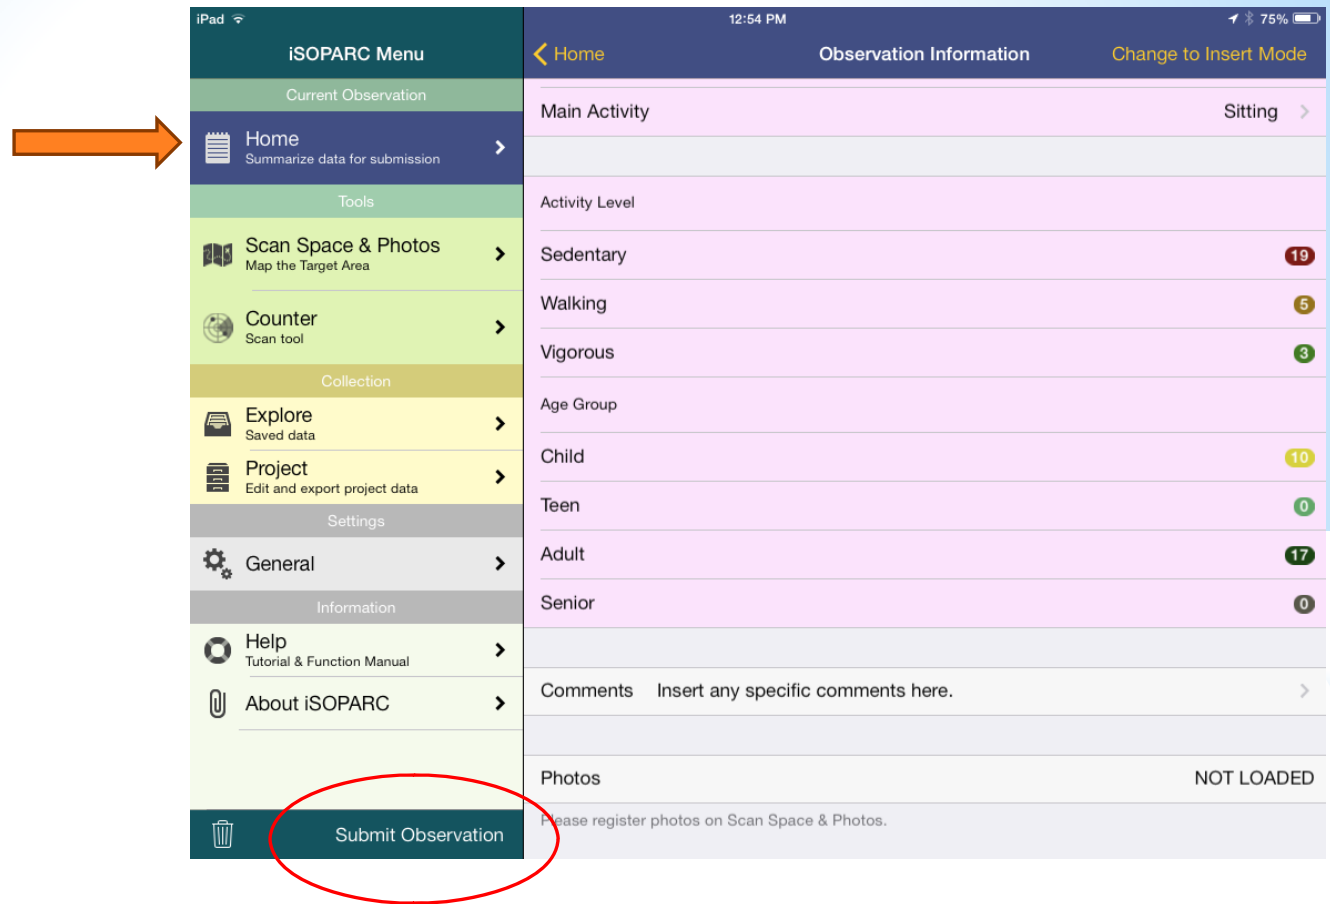 iPad 12:54 PM 75%
iSOPARC Menu
Current Observation
Home
Summarize data for submission
Tools
Scan Space & Photos
Map the Target Area
Counter
Scan tool
Collection
Explore
Saved data
Project
Edit and export project data
Settings
General
Information
Help
Tutorial & Function Manual
About iSOPARC
Submit Observation
Home Observation Information Change to Insert Mode
Main Activity Sitting
Activity Level
Sedentary 19
Walking 5
Vigorous 3
Age Group
Child 10
Teen 0
Adult 17
Senior 0
Comments Insert any specific comments here.
Photos NOT LOADED
Please register photos on Scan Space & Photos.